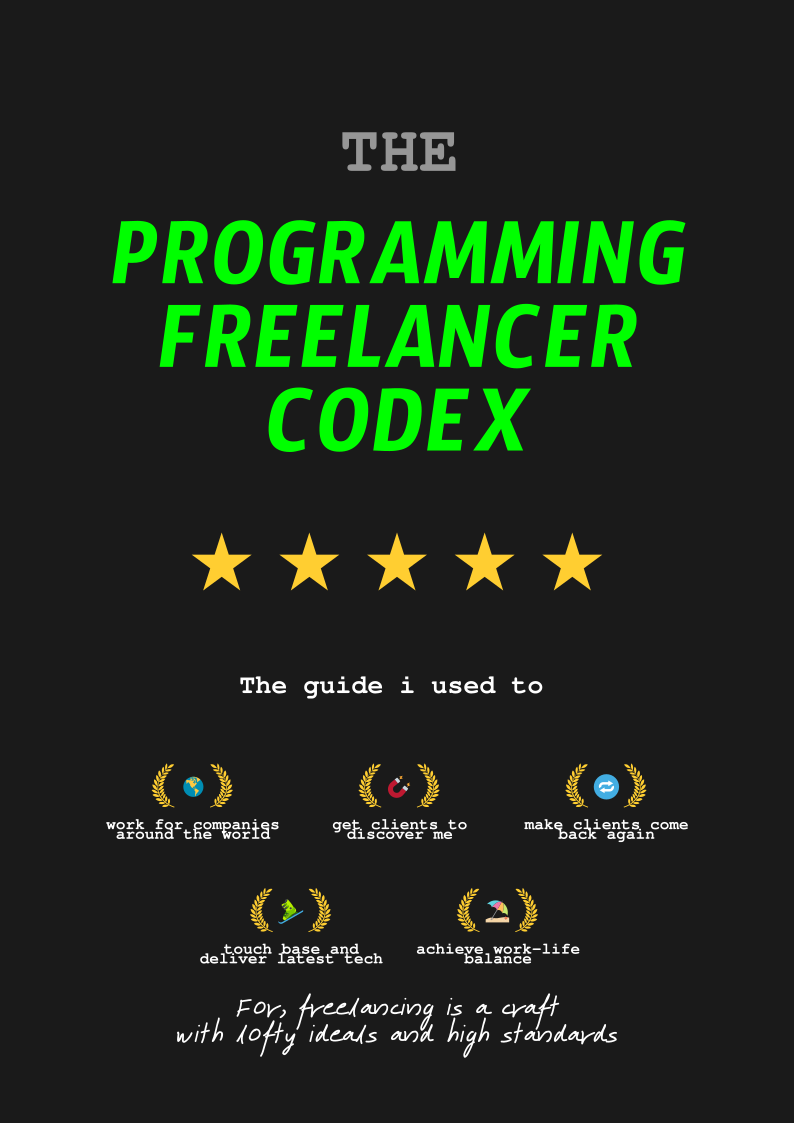 THE
PROGRAMMING
FREELANCER
CODEX
The guide i used to
work for companies
around the world
get clients to
discover me
make clients come
back again
touch base and
deliver latest tech
achieve work-life
balance
For, freelancing is a craft
with lofty ideals and high standards